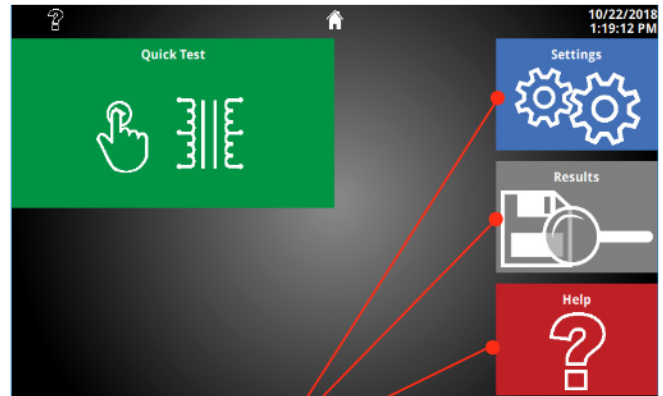 10/22/2018
1:19:12 PM
Quick Test
Settings
Results
Help